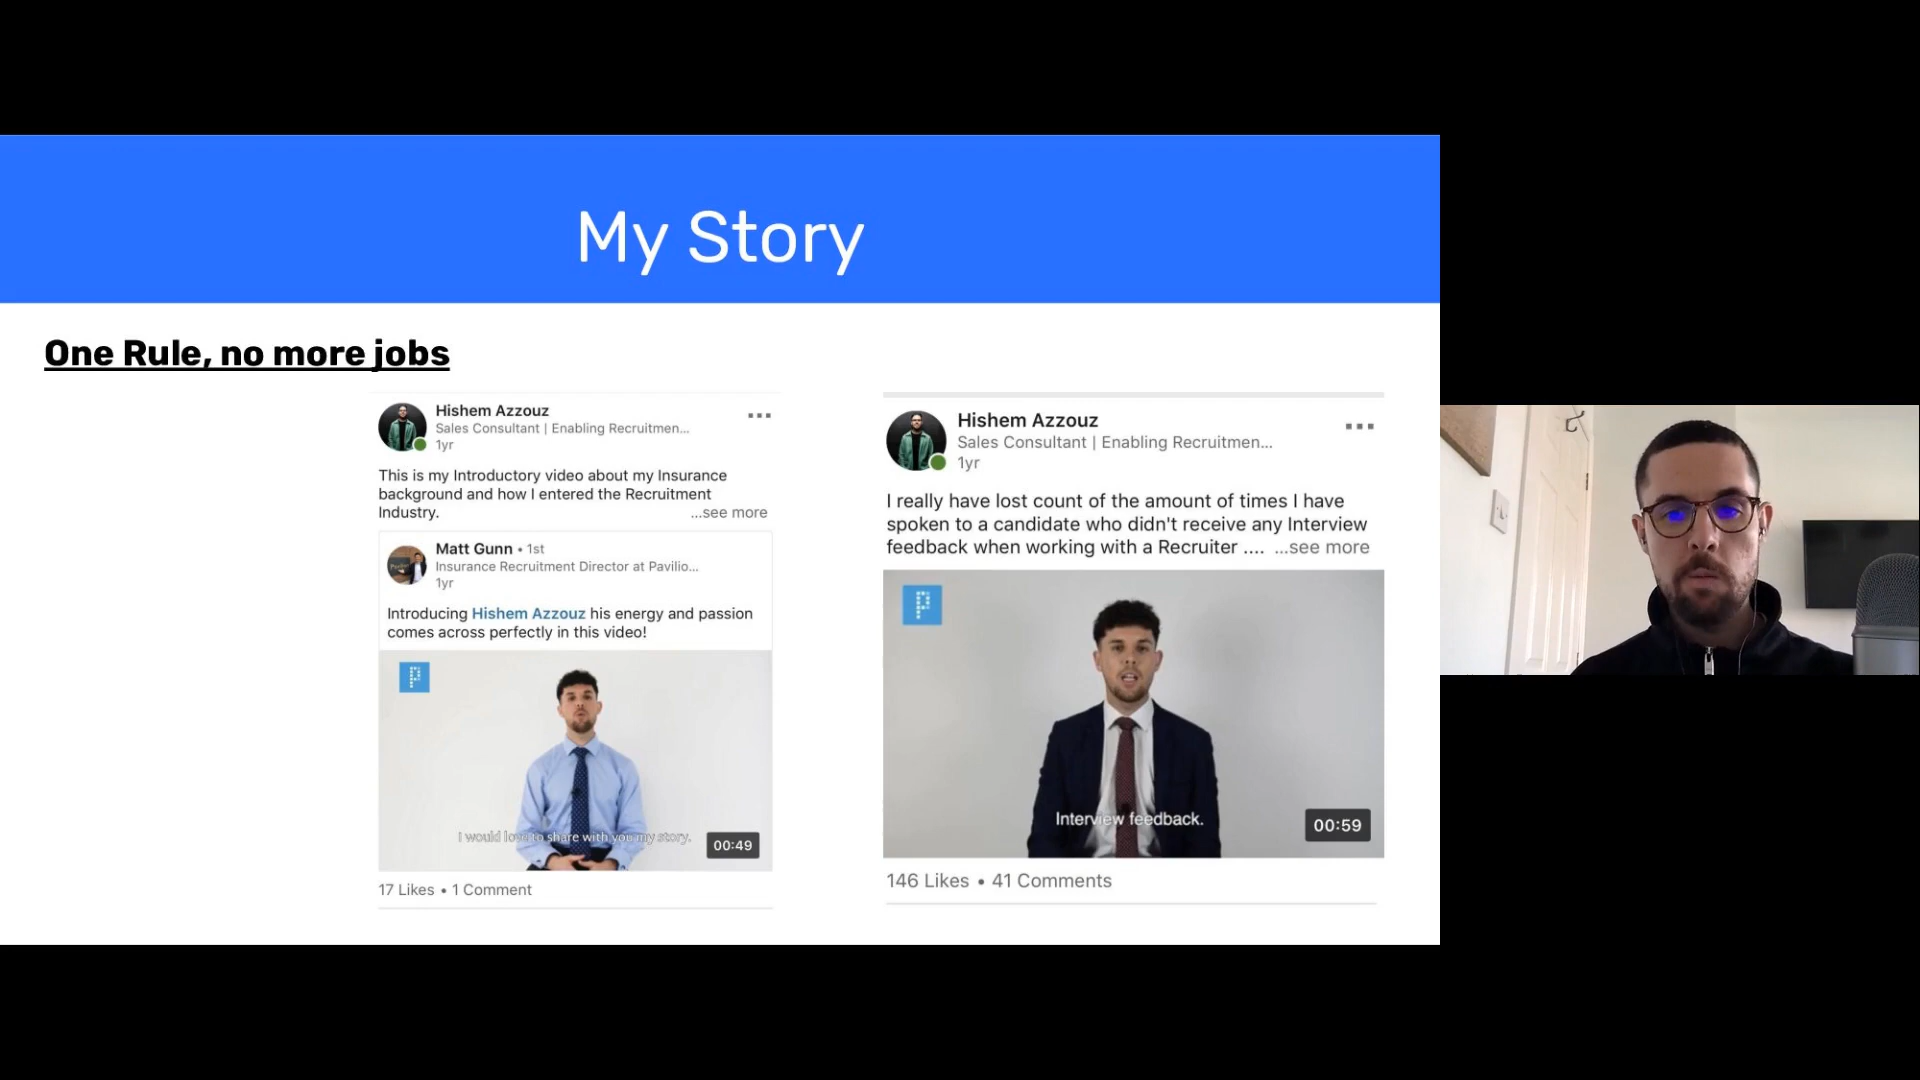 My Story
One Rule, no more jobs
Hishem Azzouz
Sales Consultant | Enabling Recruitmen...
1yr
This is my Introductory video about my Insurance
background and how I entered the Recruitment
Industry.
...see more
Matt Gunn • 1st
Insurance Recruitment Director at Pavilio...
1yr
Introducing Hishem Azzouz his energy and passion
comes across perfectly in this video!
P
I would love to share with you my story.
00:49
17 Likes • 1 Comment
Hishem Azzouz
Sales Consultant | Enabling Recruitmen...
1yr
I really have lost count of the amount of times I have
spoken to a candidate who didn't receive any Interview
feedback when working with a Recruiter .... ...see more
P
Interview feedback.
00:59
146 Likes • 41 Comments